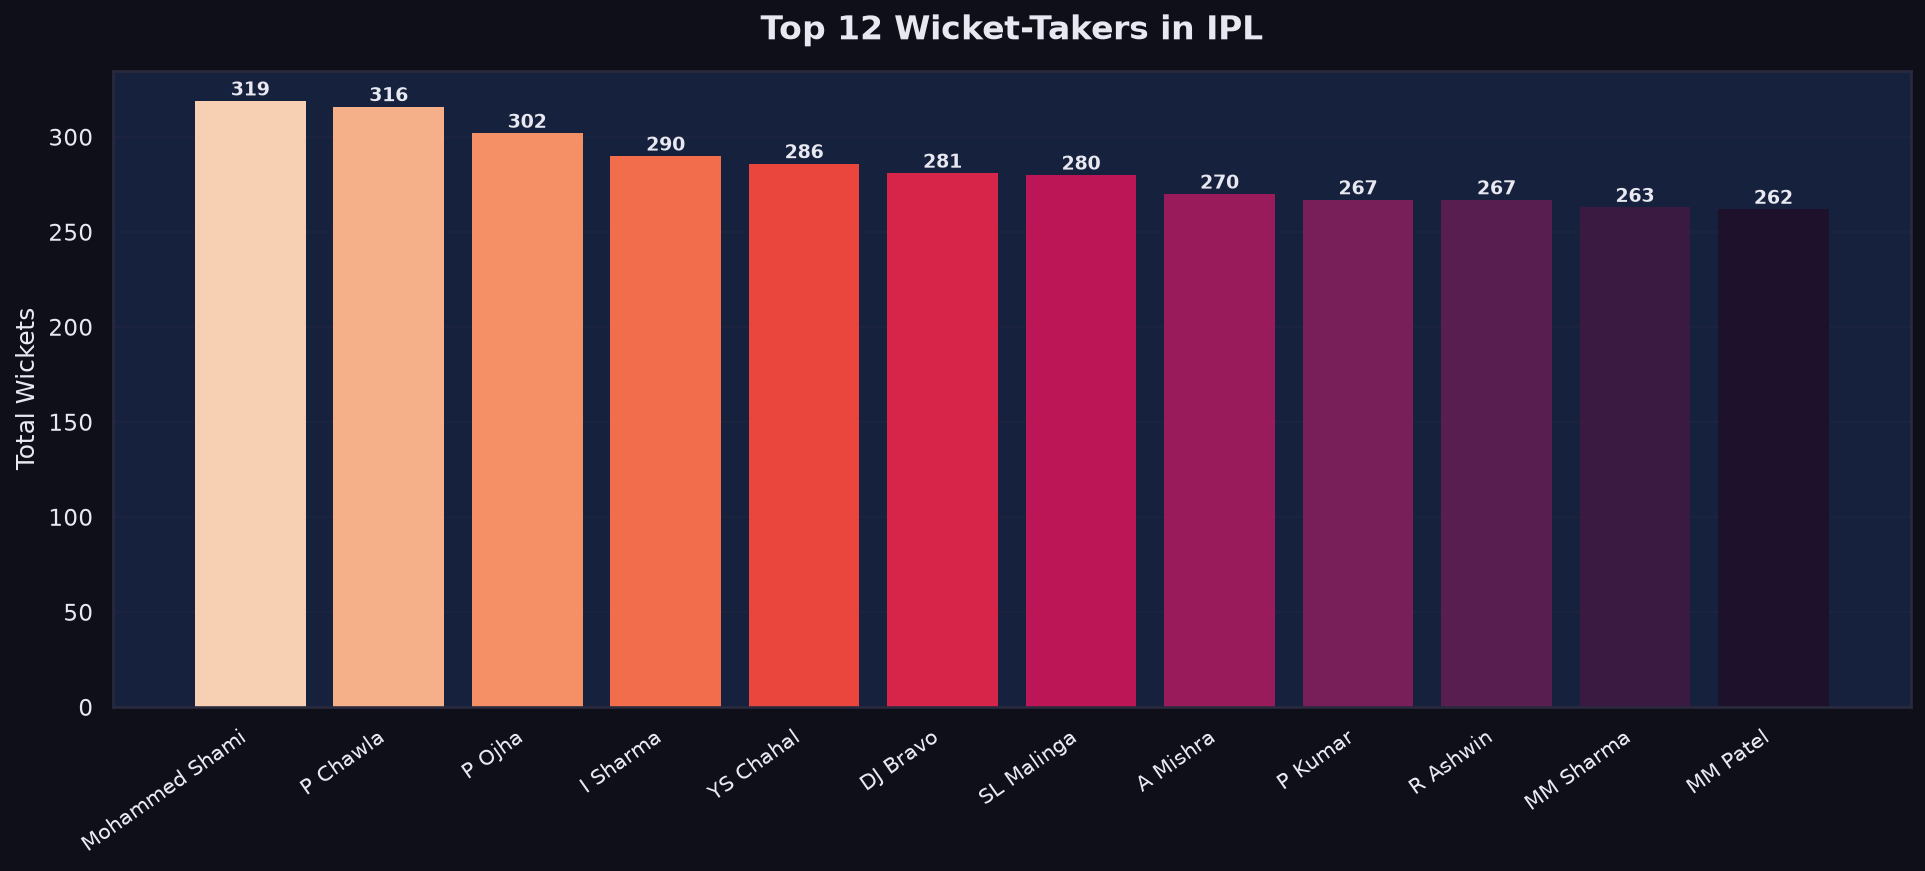 Top 12 Wicket-Takers in IPL
Total Wickets
300
250
200
150
100
50
0
319
316
302
290
286
281
280
270
267
267
263
262
Mohammed Shami
P Chawla
P Ojha
I Sharma
YS Chahal
DJ Bravo
SL Malinga
A Mishra
P Kumar
R Ashwin
MM Sharma
MM Patel